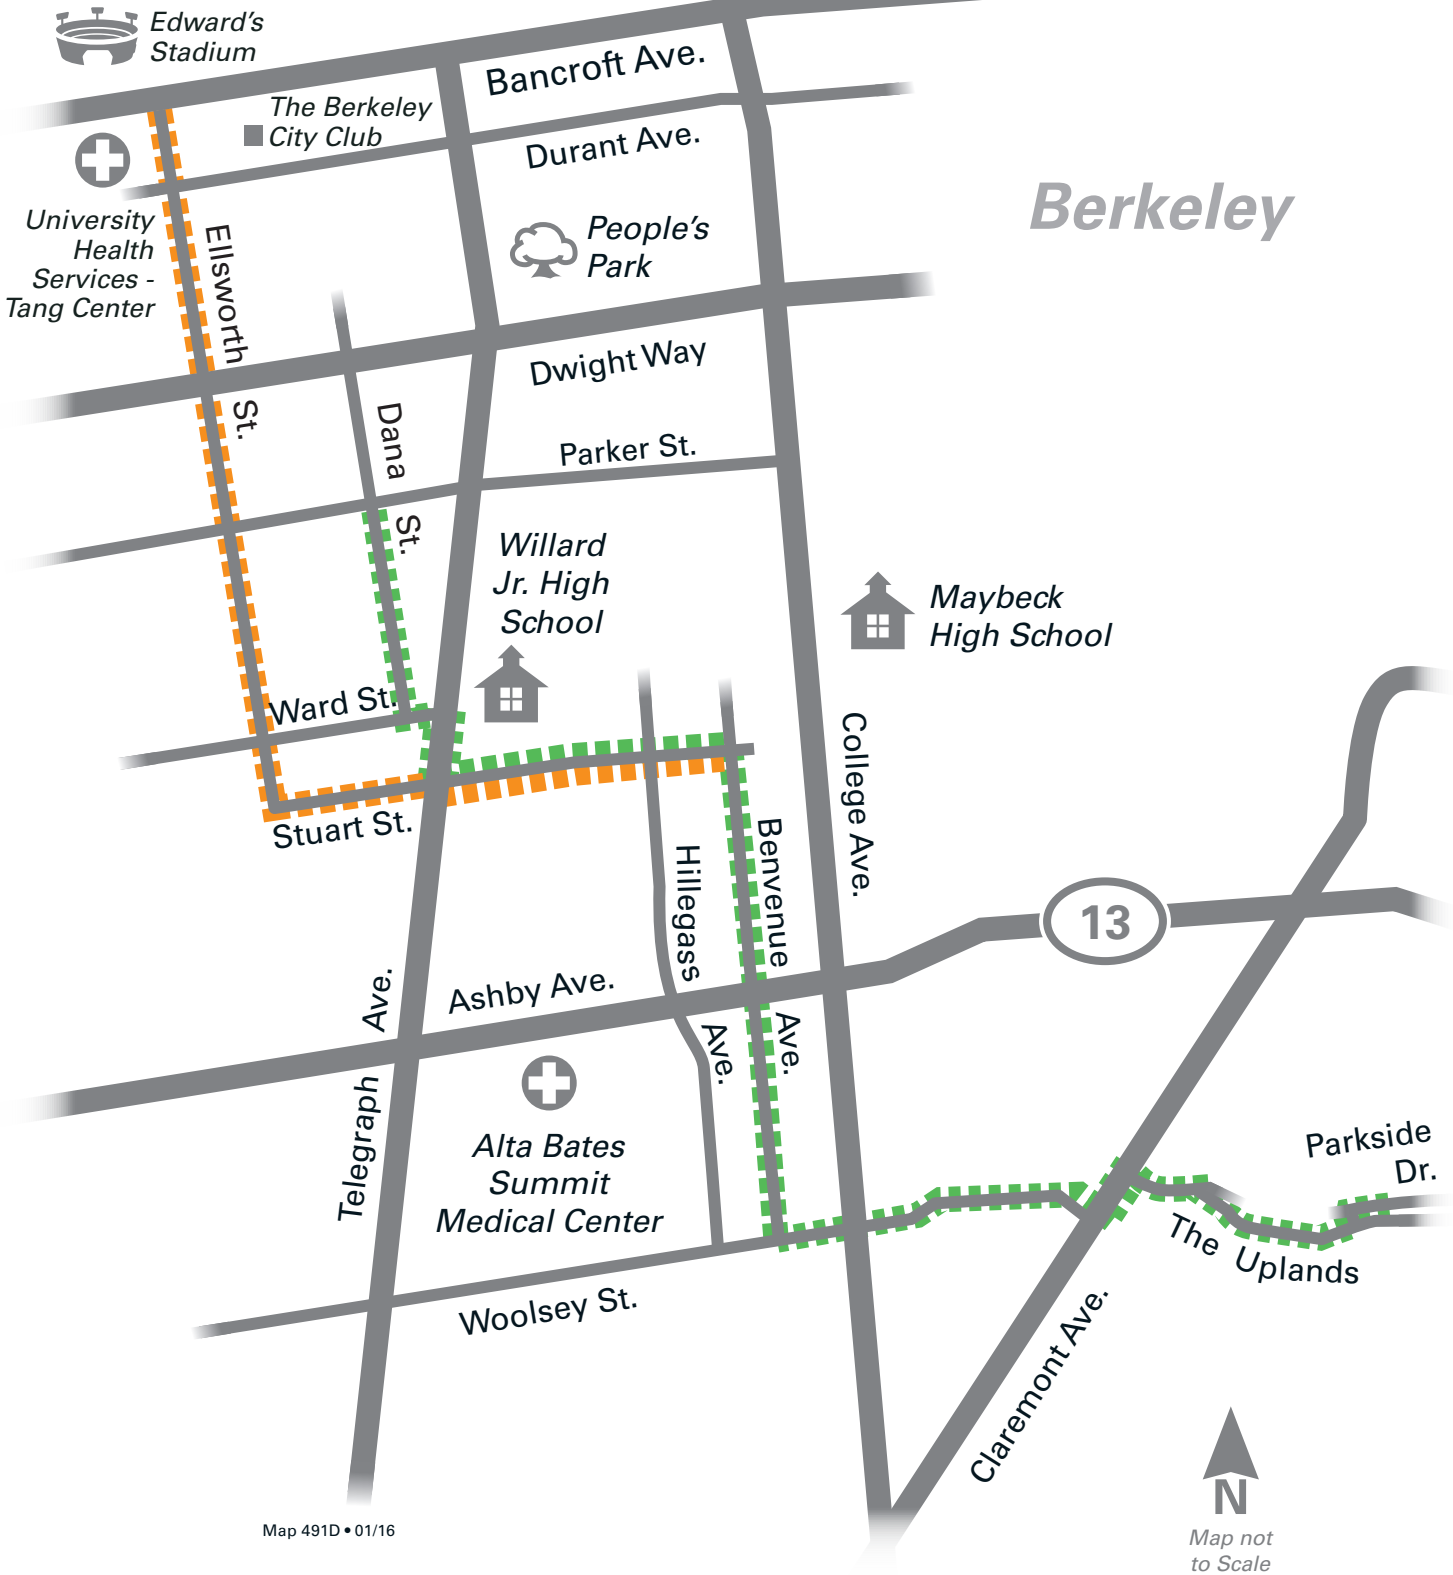 Edward's
Stadium
Bancroft Ave.
The Berkeley
City Club
Durant Ave.
Berkeley
University
Health
Services -
Tang Center
Ellsworth St.
People's
Park
Dwight Way
Dana St.
Parker St.
Willard
Jr. High
School
Maybeck
High School
Ward St.
Stuart St.
College Ave.
Benvenue Ave.
Hillegass Ave.
13
Ashby Ave.
Telegraph Ave.
Alta Bates
Summit
Medical Center
Parkside
Dr.
The Uplands
Woolsey St.
Claremont Ave.
N
Map not
to Scale
Map 491D • 01/16